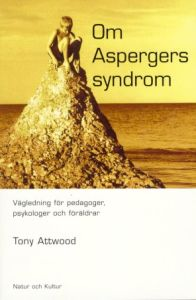 Om
Aspergers
syndrom
Vägledning för pedagoger,
psykologer och föräldrar
Tony Attwood
Natur och Kultur